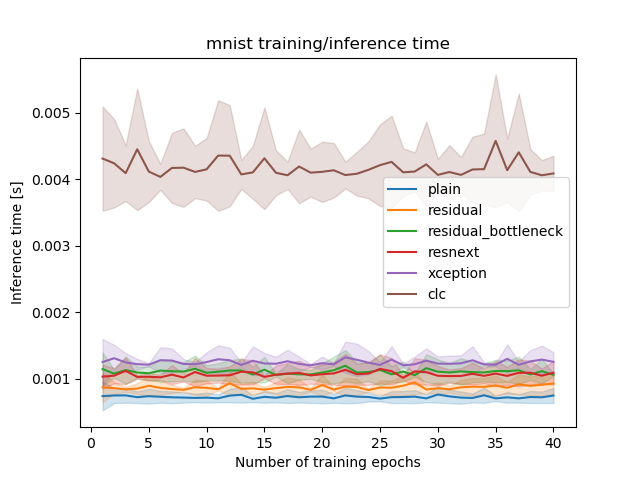 mnist training/inference time
Inference time [s]
0.005
0.004
0.003
0.002
0.001
plain
residual
residual_bottleneck
resnext
xception
clc
0
5
10
15
20
25
30
35
40
Number of training epochs